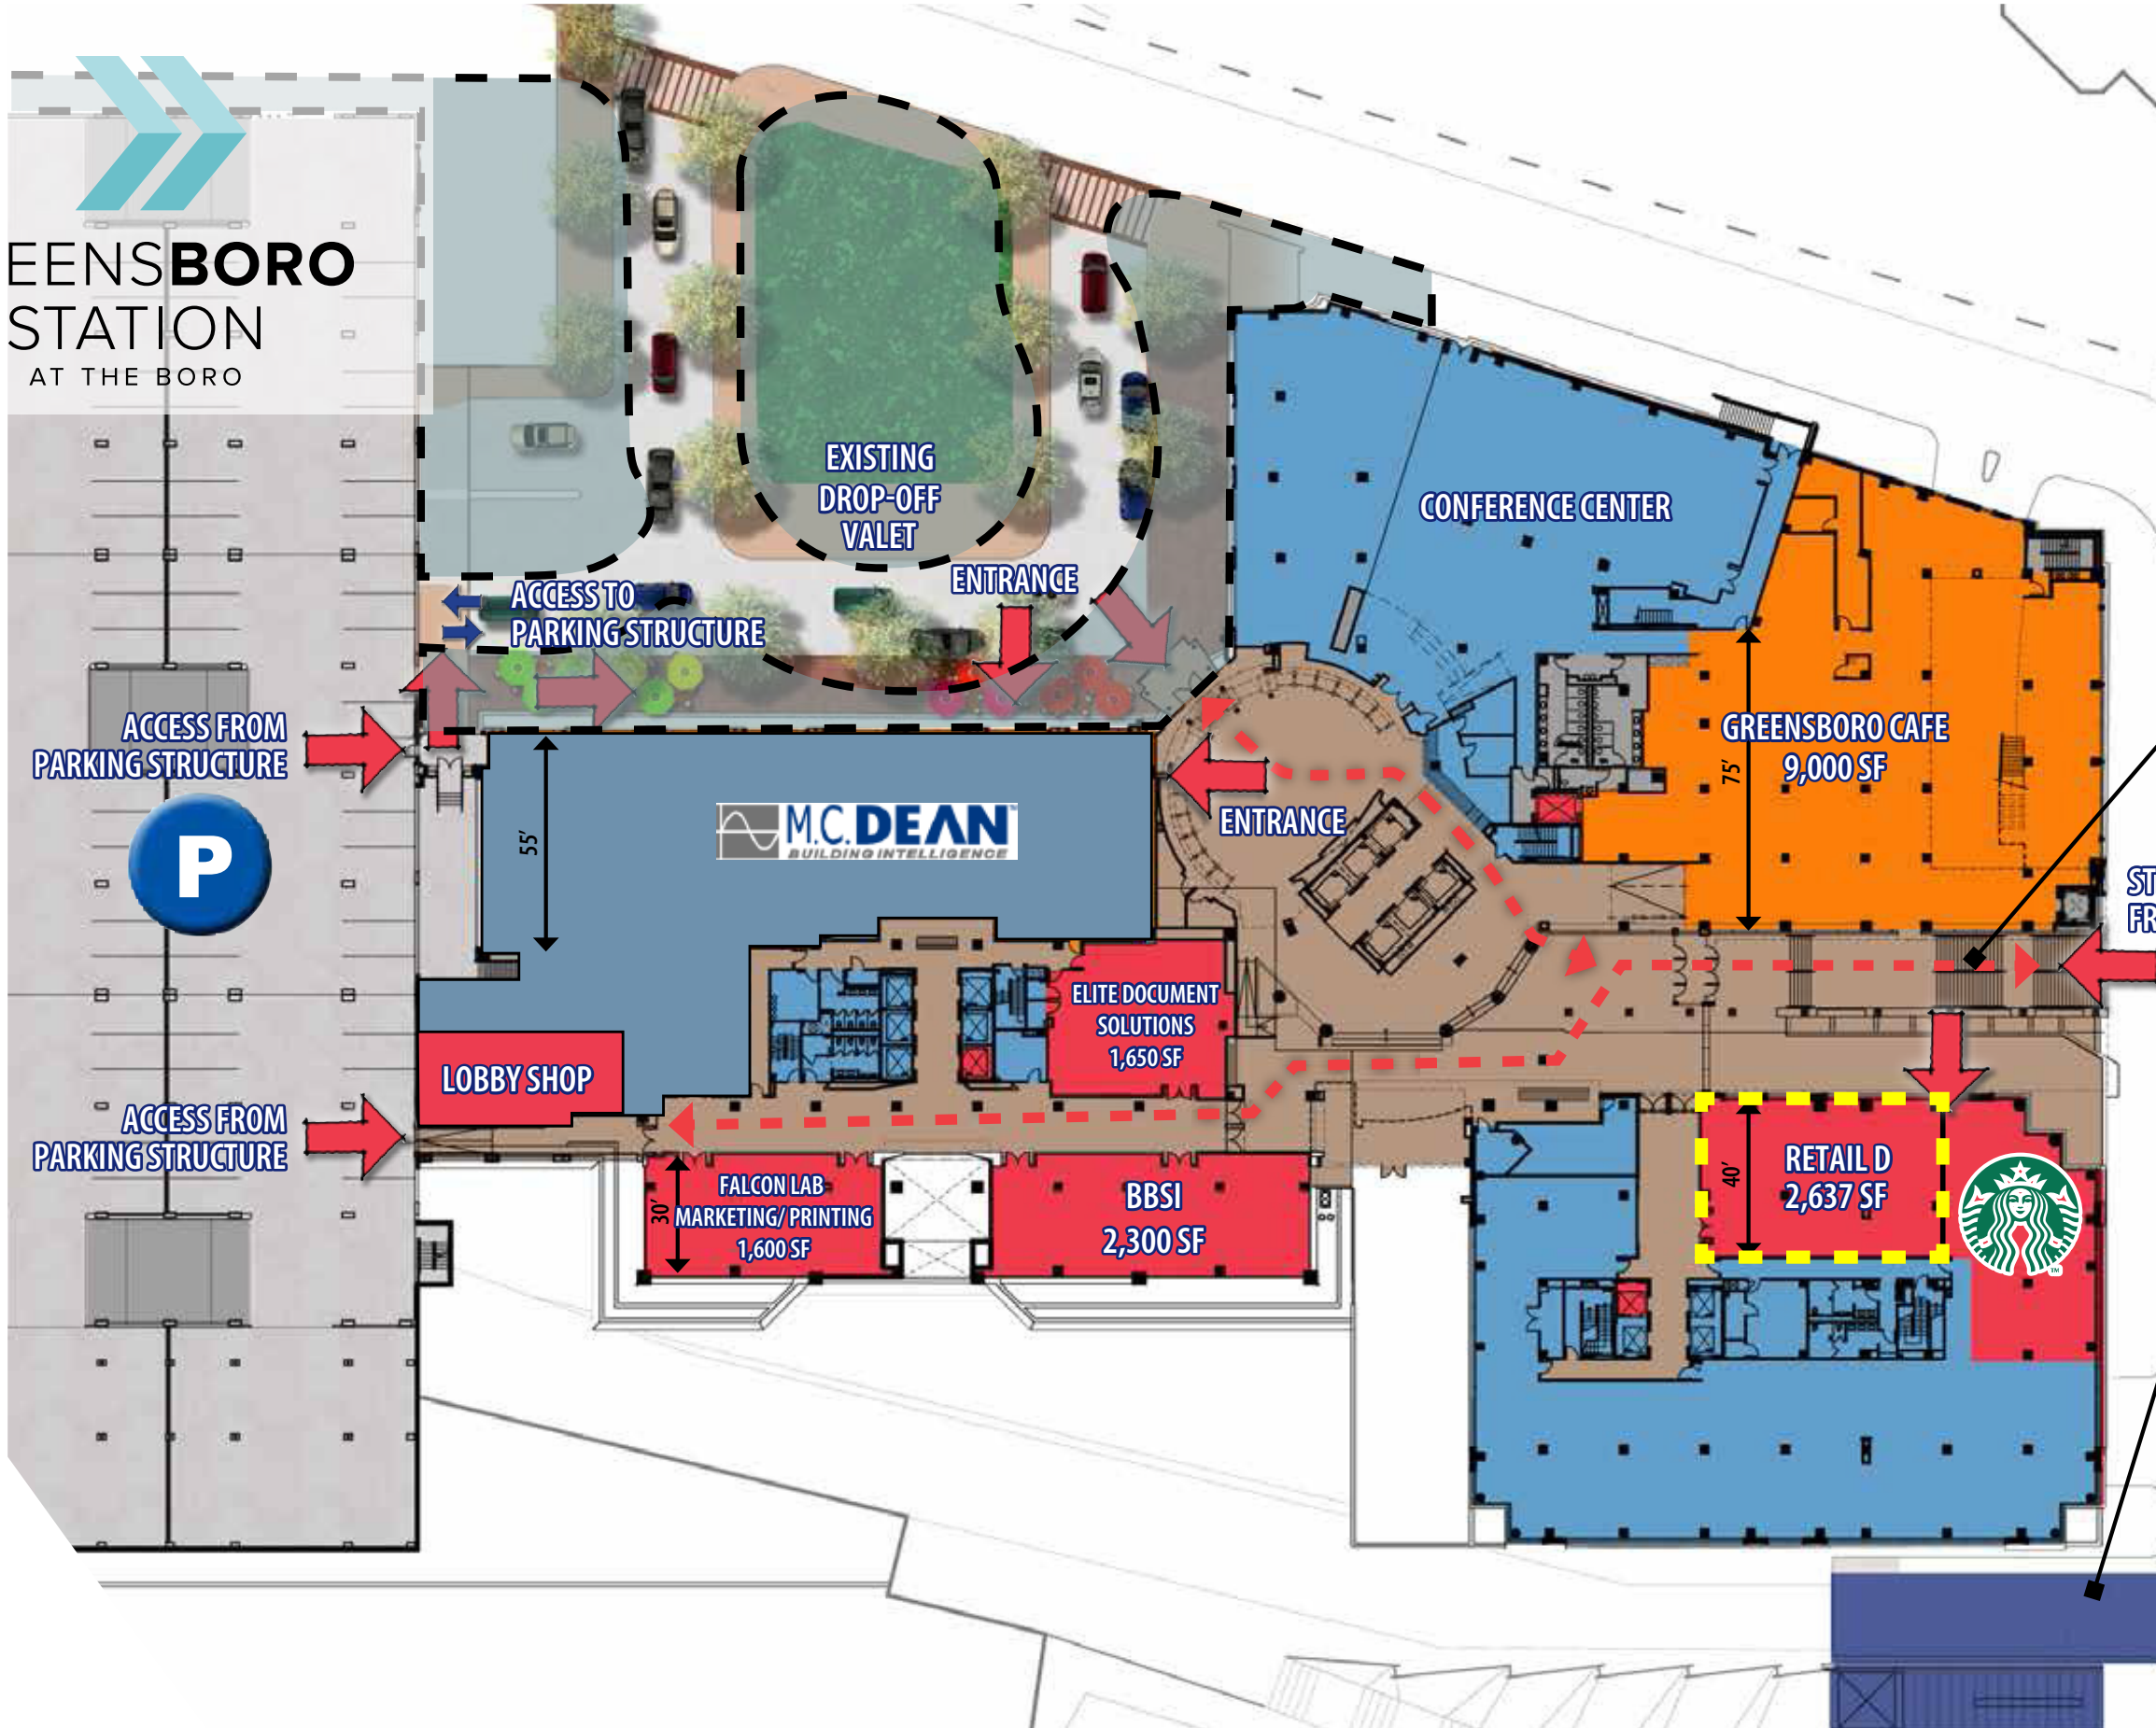 EENSBORO
STATION
AT THE BORO
EXISTING
DROP-OFF
VALET
ENTRANCE
ACCESS TO
PARKING STRUCTURE
CONFERENCE CENTER
ACCESS FROM
PARKING STRUCTURE
P
55'
M.C.DEAN
BUILDING INTELLIGENCE
ENTRANCE
GREENSBORO CAFE
9,000 SF
75'
ST
FR
ELITE DOCUMENT
SOLUTIONS
1,650 SF
LOBBY SHOP
ACCESS FROM
PARKING STRUCTURE
FALCON LAB
MARKETING/ PRINTING
1,600 SF
30'
BBSI
2,300 SF
RETAIL D
2,637 SF
40'
TM